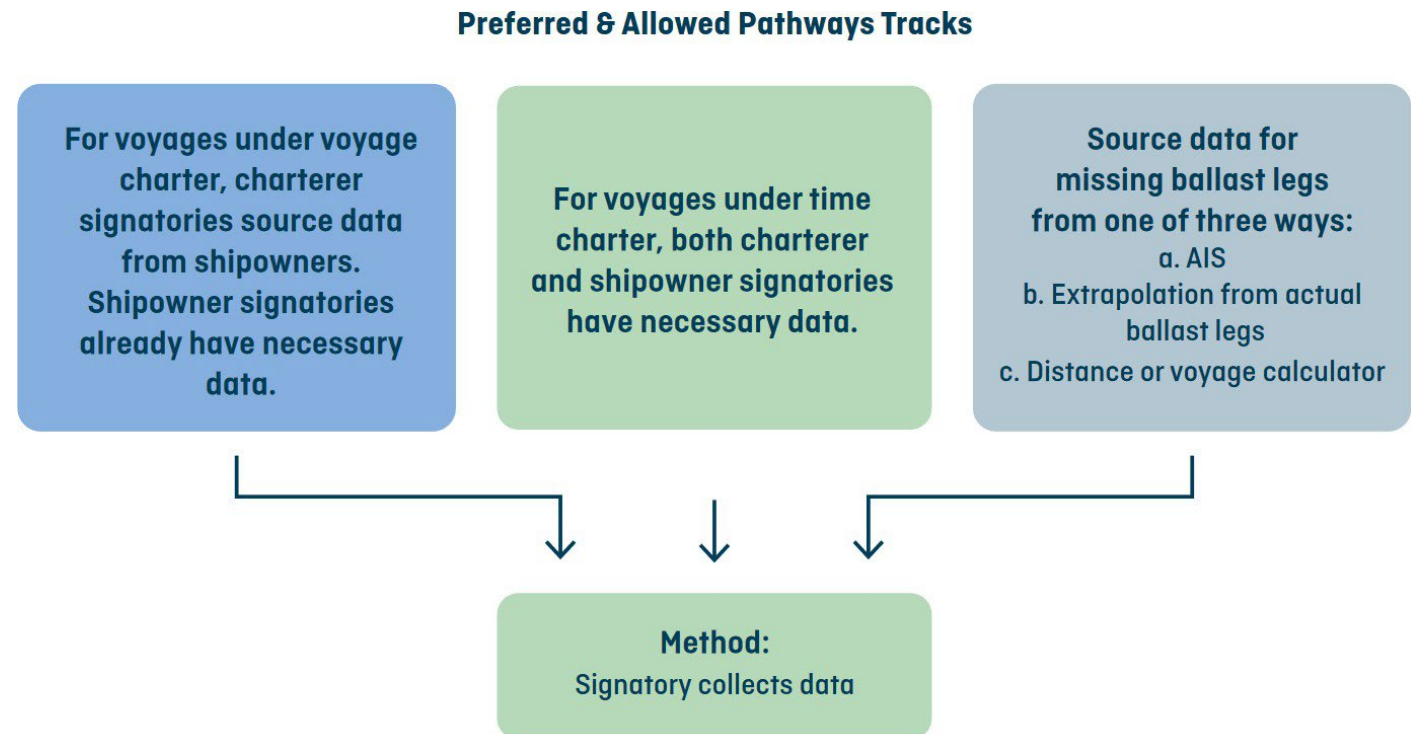 Preferred & Allowed Pathways Tracks
For voyages under voyage
charter, charterer
signatories source data
from shipowners.
Shipowner signatories
already have necessary
data.
For voyages under time
charter, both charterer
and shipowner signatories
have necessary data.
Source data for
missing ballast legs
from one of three ways:
a. AIS
b. Extrapolation from actual
ballast legs
c. Distance or voyage calculator
Method:
Signatory collects data